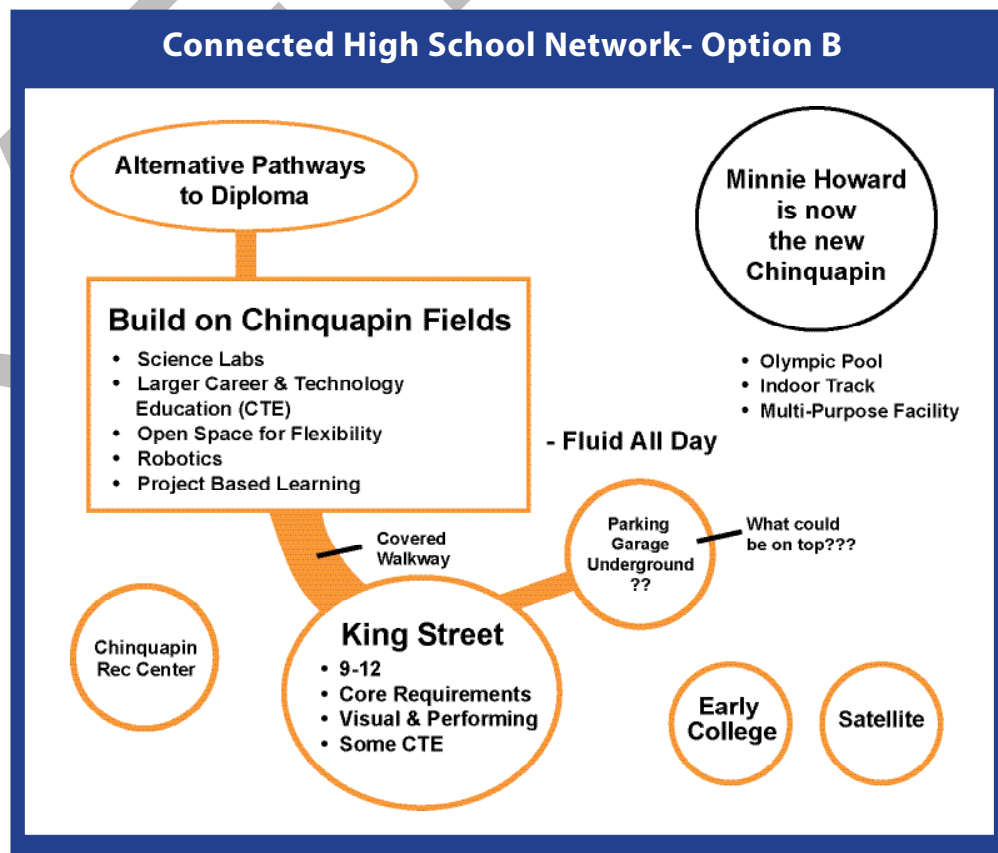 Connected High School Network- Option B
Alternative Pathways
to Diploma
Minnie Howard
is now
the new
Chinquapin
• Olympic Pool
• Indoor Track
• Multi-Purpose Facility
Build on Chinquapin Fields
• Science Labs
• Larger Career & Technology
Education (CTE)
• Open Space for Flexibility
• Robotics
• Project Based Learning
- Fluid All Day
Covered
Walkway
Parking
Garage
Underground
??
What could
be on top???
Chinquapin
Rec Center
King Street
• 9-12
• Core Requirements
• Visual & Performing
• Some CTE
Early
College
Satellite